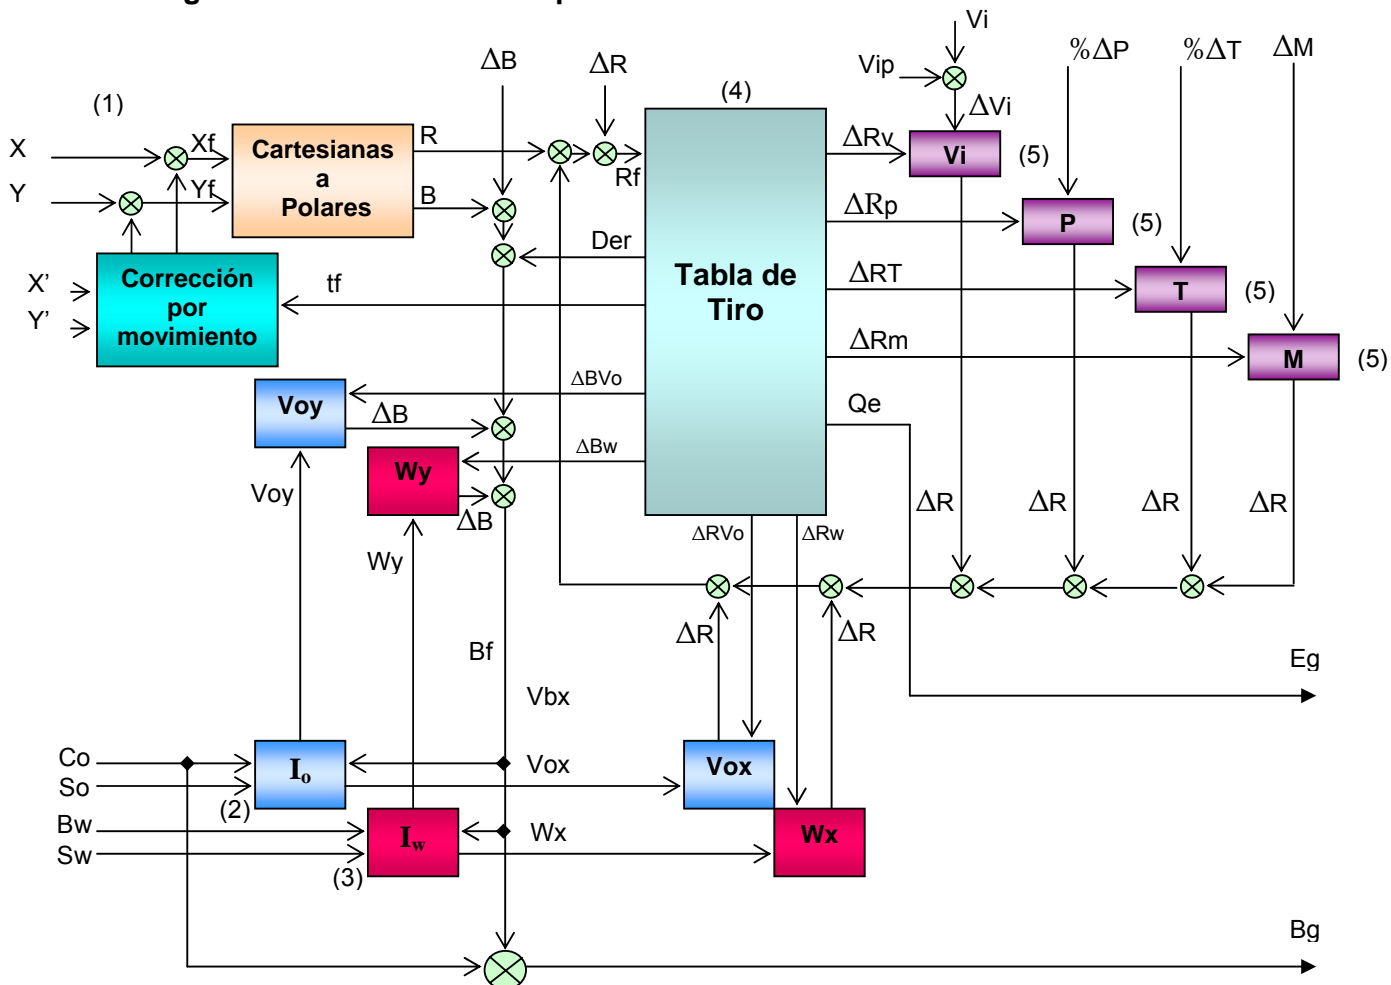 Vi
ΔB
ΔR
Vip
%ΔP
%ΔT
ΔM
(1)
(4)
ΔVi
X
Xf
Cartesianas
a
Polares
R
Rf
ΔRv
Vi
(5)
Y
Yf
B
ΔRp
P
(5)
Der
X'
Y'
Corrección
por
movimiento
tf
Tabla de
Tiro
ΔRT
T
(5)
ΔRm
M
(5)
Voy
ΔBVo
ΔB
Qe
Wy
ΔBw
ΔB
Voy
Wy
ΔRVo
ΔRw
ΔR
ΔR
ΔR
ΔR
ΔR
ΔR
Bf
Eg
Vbx
Co
So
(2)
Io
Vox
Vox
Bw
Sw
(3)
Iw
Wx
Wx
Bg